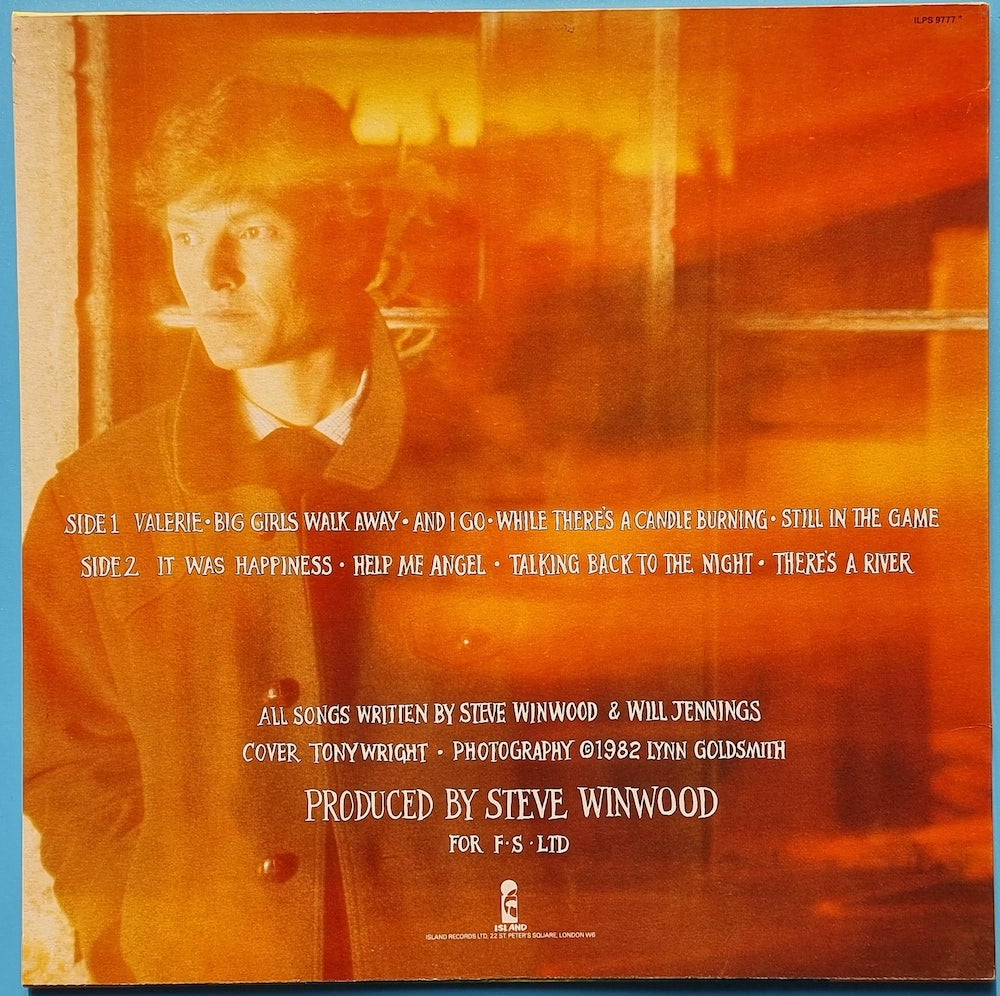 ILPS 9777
SIDE 1 VALERIE • BIG GIRLS WALK AWAY • AND I GO • WHILE THERE'S A CANDLE BURNING • STILL IN THE GAME
SIDE 2 IT WAS HAPPINESS • HELP ME ANGEL • TALKING BACK TO THE NIGHT • THERE'S A RIVER
ALL SONGS WRITTEN BY STEVE WINWOOD & WILL JENNINGS
COVER TONY WRIGHT • PHOTOGRAPHY ©1982 LYNN GOLDSMITH
PRODUCED BY STEVE WINWOOD
FOR F·S·LTD
ISLAND
ISLAND RECORDS LTD, 22 ST. PETER'S SQUARE, LONDON W6